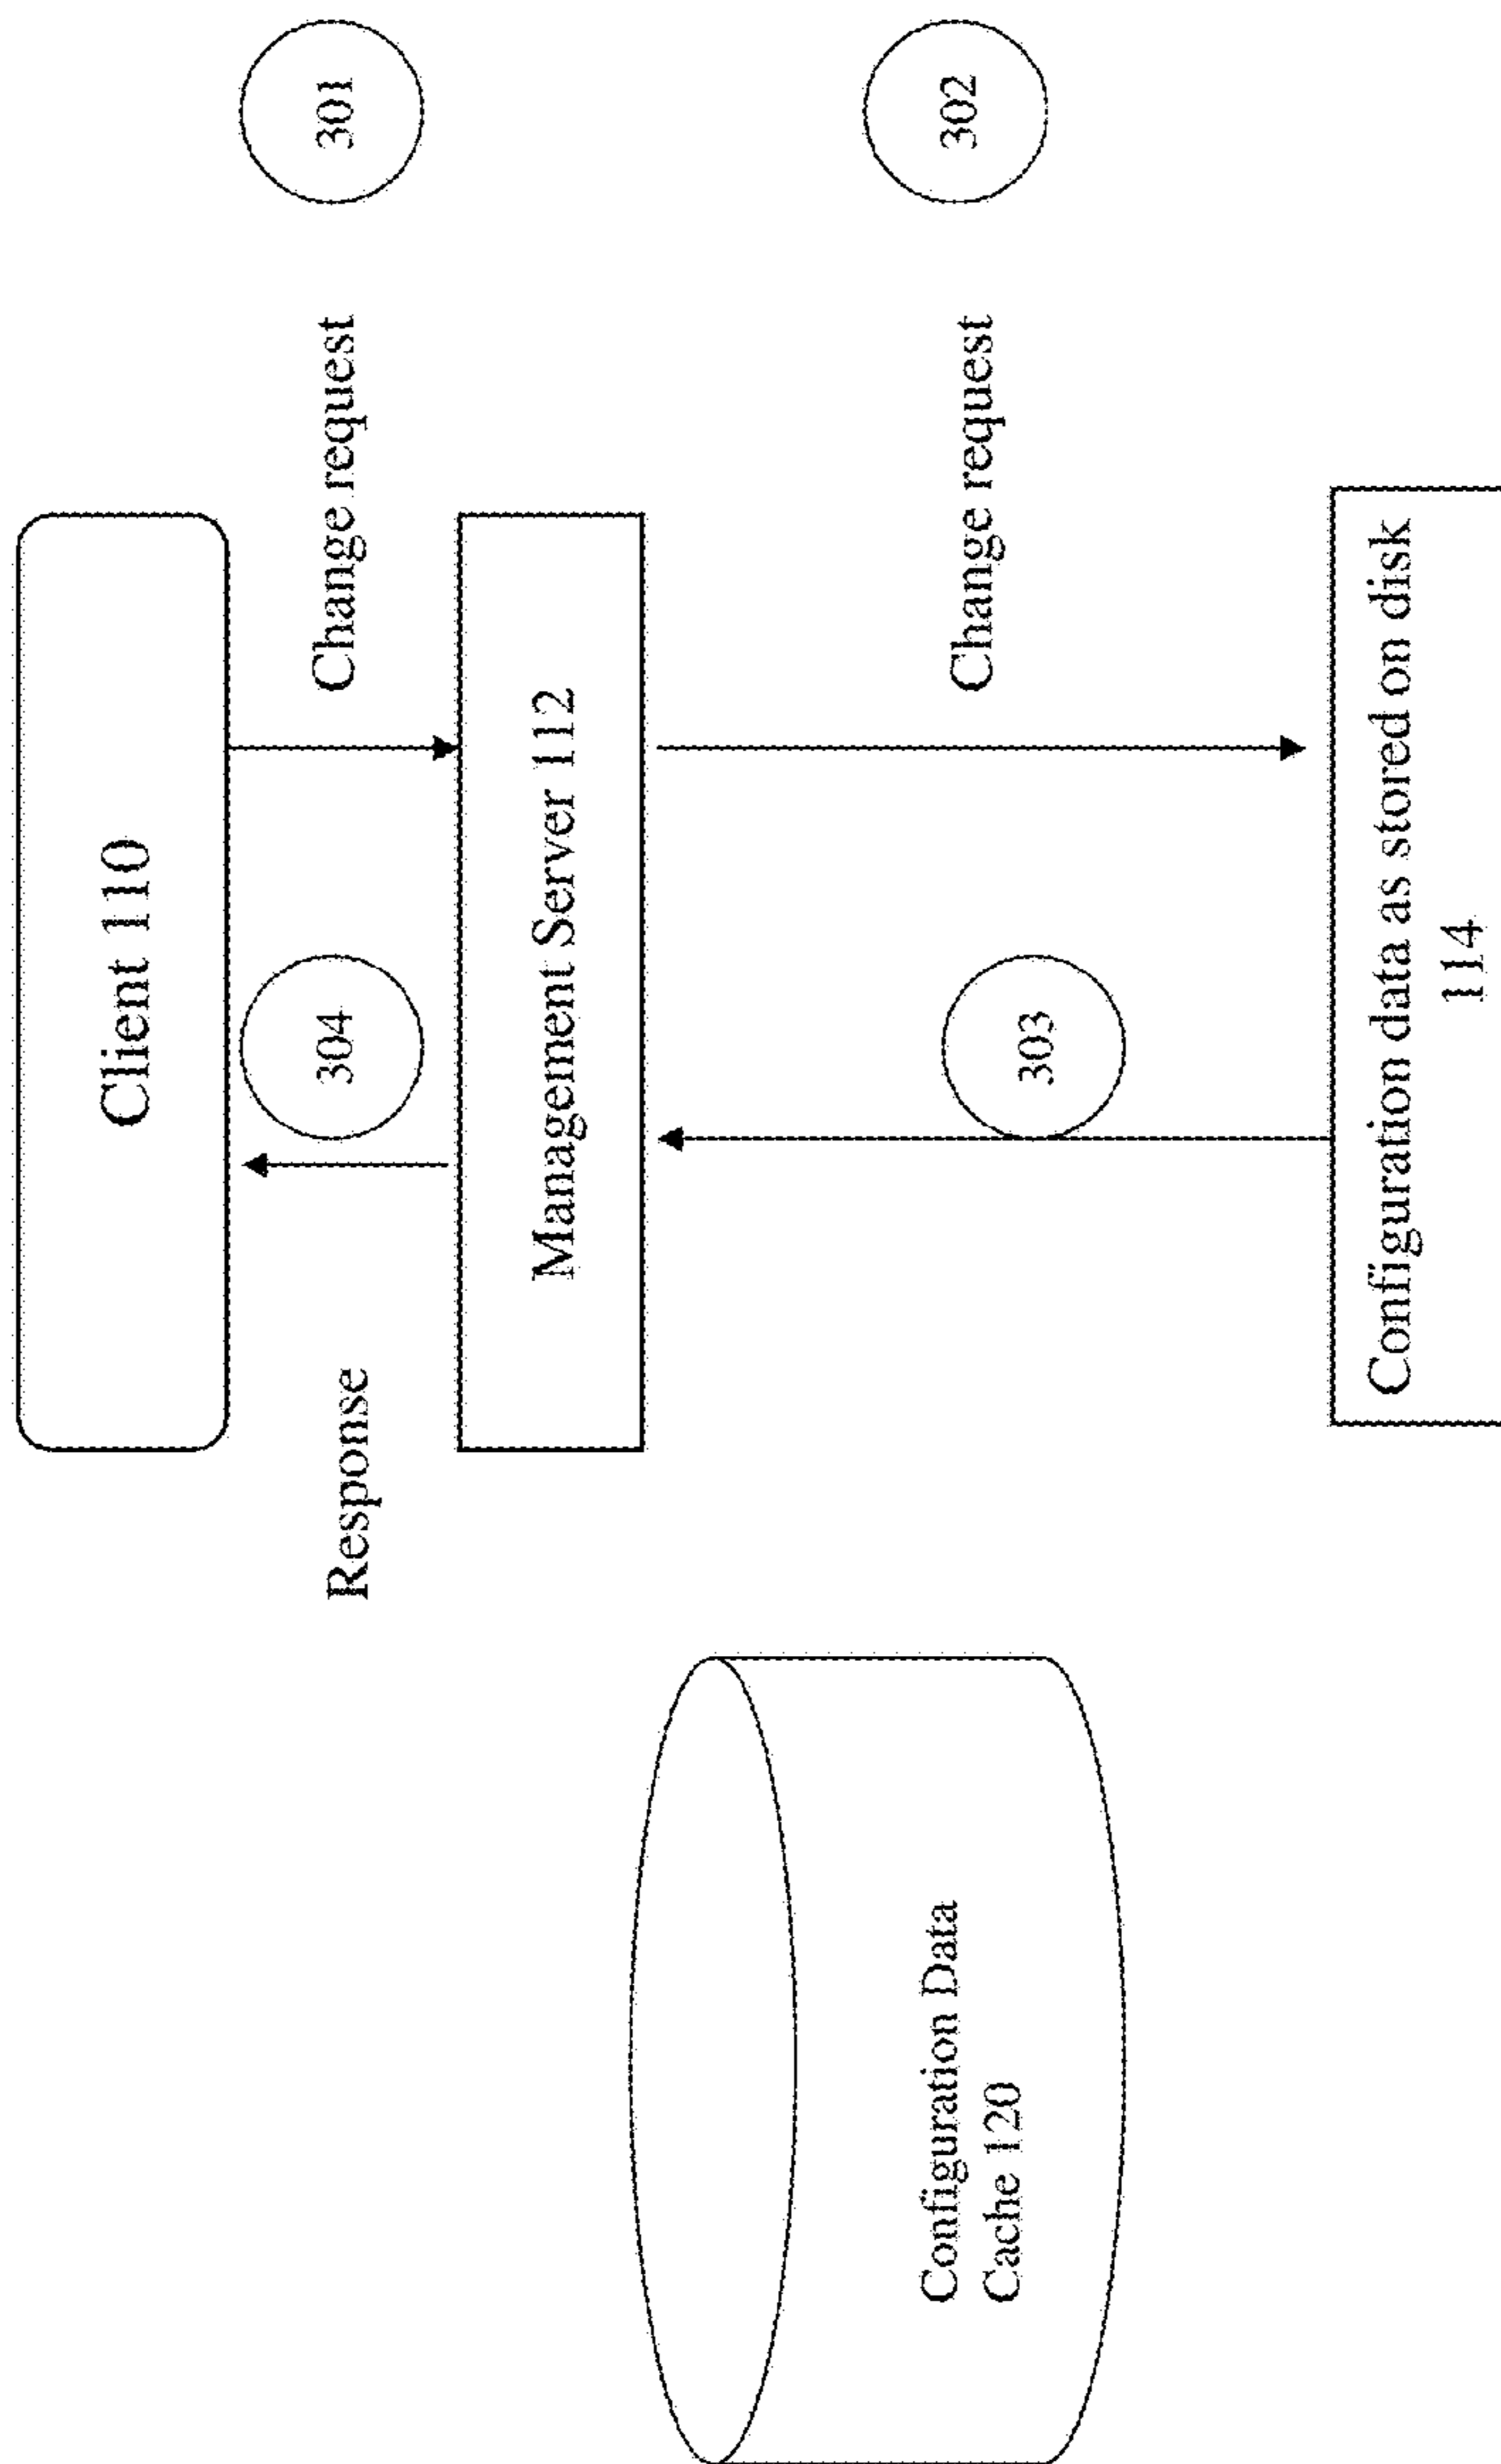 Client 110
304
Response
Change request
301
Management Server 112
Change request
302
303
Configuration Data
Cache 120
Configuration data as stored on disk
114